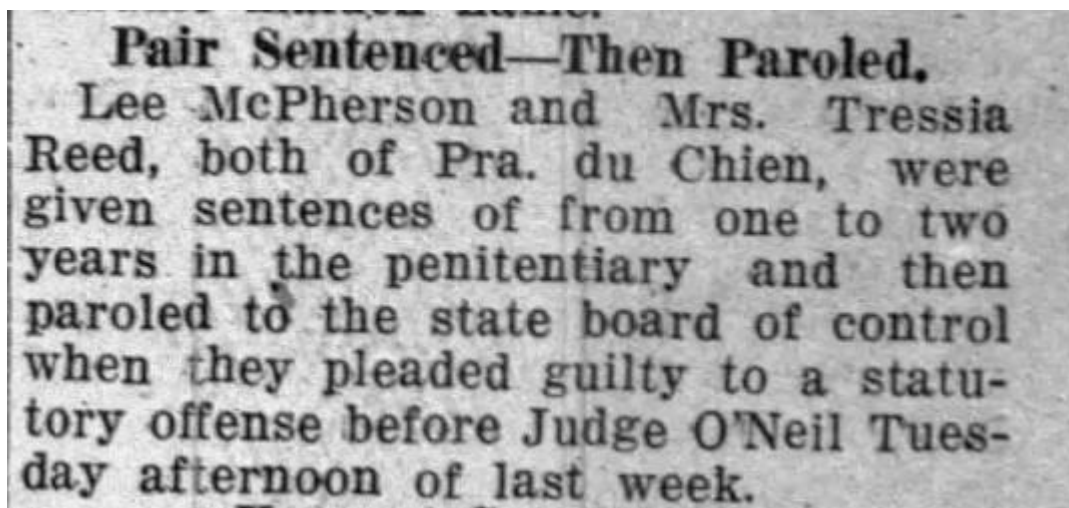 Pair Sentenced—Then Paroled.
Lee McPherson and Mrs. Tressia
Reed, both of Pra. du Chien, were
given sentences of from one to two
years in the penitentiary and then
paroled to the state board of control
when they pleaded guilty to a statu-
tory offense before Judge O'Neil Tues-
day afternoon of last week.